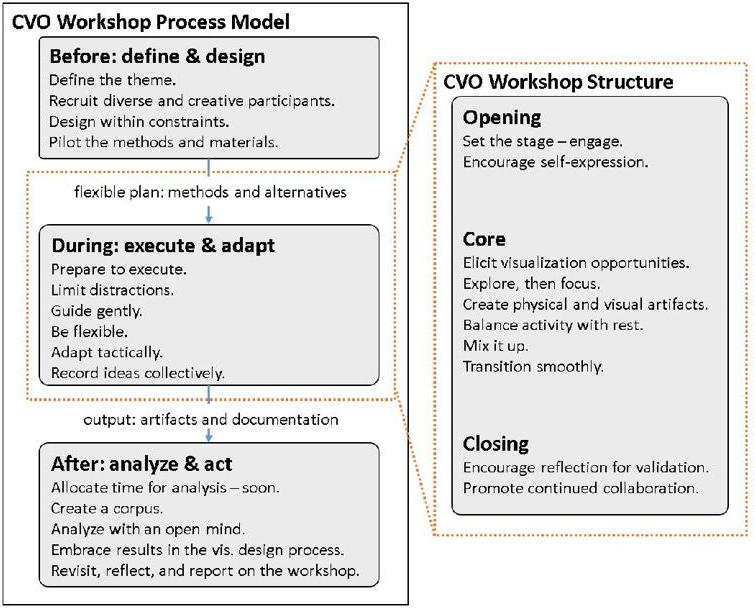 CVO Workshop Process Model
Before: define & design
Define the theme.
Recruit diverse and creative participants.
Design within constraints.
Pilot the methods and materials.
flexible plan: methods and alternatives
During: execute & adapt
Prepare to execute.
Limit distractions.
Guide gently.
Be flexible.
Adapt tactically.
Record ideas collectively.
output: artifacts and documentation
After: analyze & act
Allocate time for analysis – soon.
Create a corpus.
Analyze with an open mind.
Embrace results in the vis. design process.
Revisit, reflect, and report on the workshop.
CVO Workshop Structure
Opening
Set the stage – engage.
Encourage self-expression.
Core
Elicit visualization opportunities.
Explore, then focus.
Create physical and visual artifacts.
Balance activity with rest.
Mix it up.
Transition smoothly.
Closing
Encourage reflection for validation.
Promote continued collaboration.